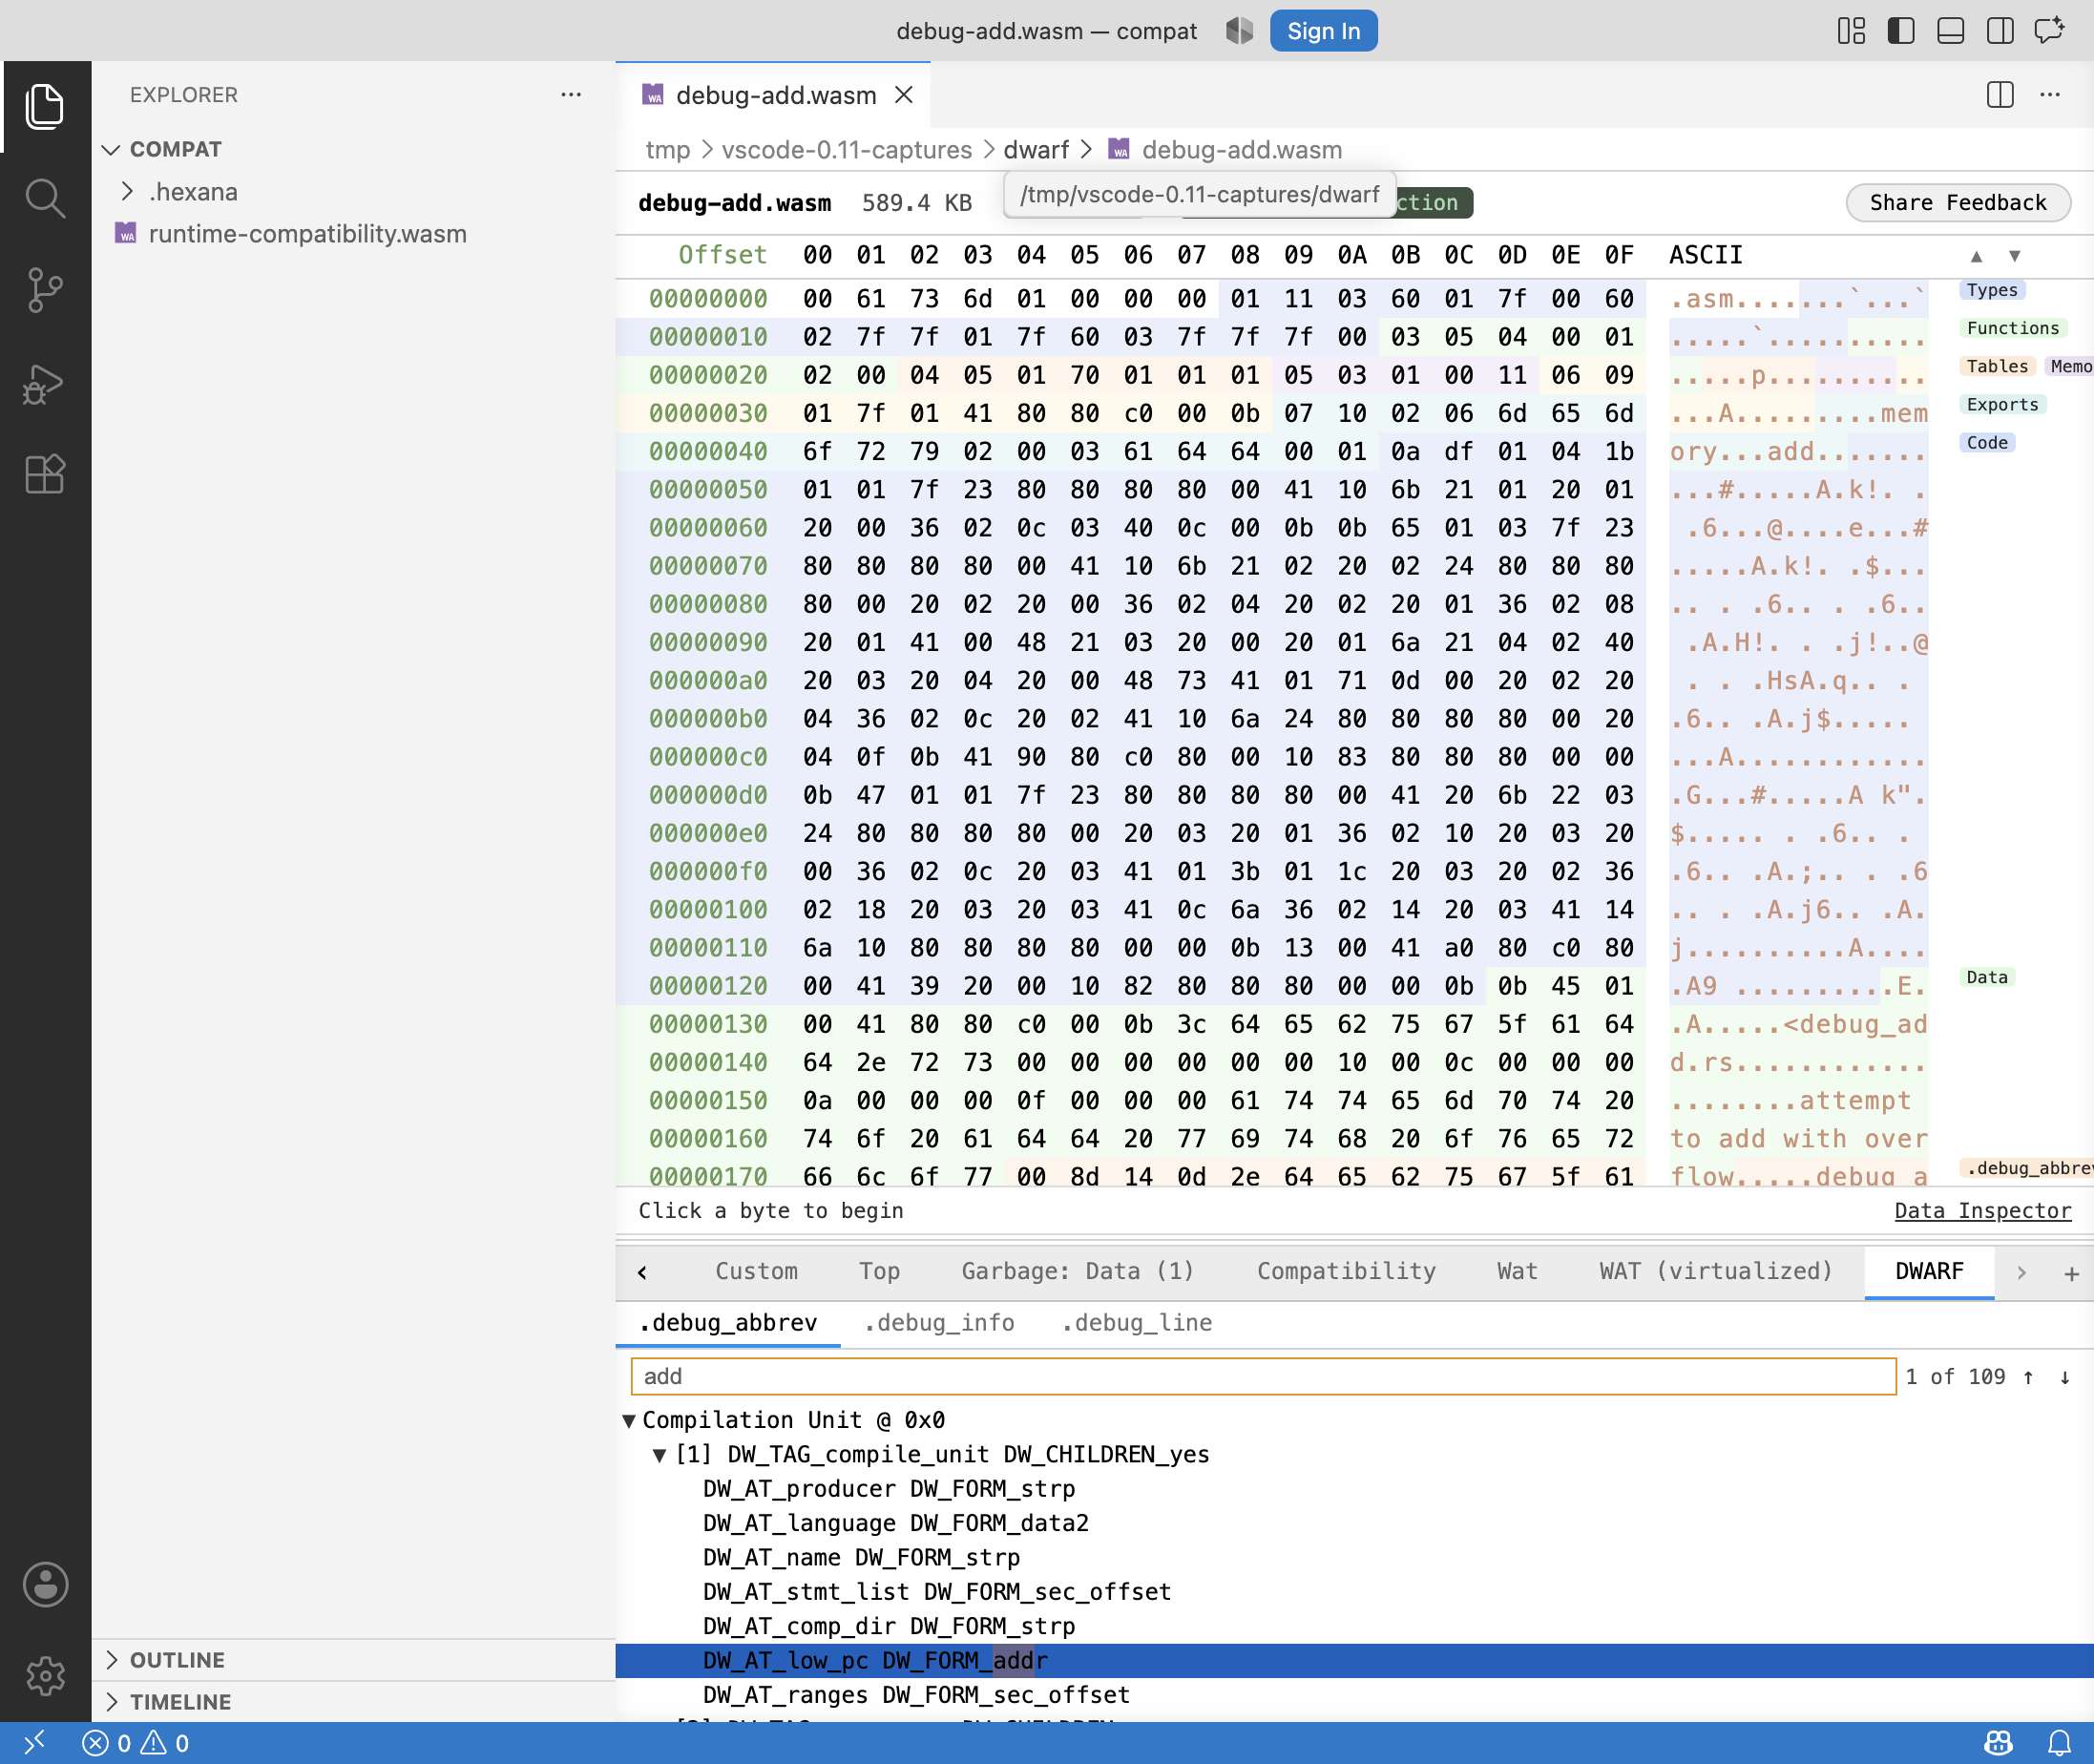 debug-add.wasm — compat
Sign In
EXPLORER
COMPAT
.hexana
runtime-compatibility.wasm
OUTLINE
TIMELINE
debug-add.wasm
tmp > vscode-0.11-captures > dwarf > debug-add.wasm
/tmp/vscode-0.11-captures/dwarf
debug-add.wasm 589.4 KB ction Share Feedback
Offset 00 01 02 03 04 05 06 07 08 09 0A 0B 0C 0D 0E 0F ASCII ▲ ▼
00000000 00 61 73 6d 01 00 00 00 01 11 03 60 01 7f 00 60 .asm.......`...` Types
00000010 02 7f 7f 01 7f 60 03 7f 7f 7f 00 03 05 04 00 01 .....`.......... Functions
00000020 02 00 04 05 01 70 01 01 01 05 03 01 00 11 06 09 .....p.......... Tables Memo
00000030 01 7f 01 41 80 80 c0 00 0b 07 10 02 06 6d 65 6d ...A.........mem Exports
00000040 6f 72 79 02 00 03 61 64 64 00 01 0a df 01 04 1b ory...add....... Code
00000050 01 01 7f 23 80 80 80 80 00 41 10 6b 21 01 20 01 ...#.....A.k!. .
00000060 20 00 36 02 0c 03 40 0c 00 0b 0b 65 01 03 7f 23  .6...@....e...#
00000070 80 80 80 80 00 41 10 6b 21 02 20 02 24 80 80 80 .....A.k!. .$...
00000080 80 00 20 02 20 00 36 02 04 20 02 20 01 36 02 08 .. . .6.. . .6..
00000090 20 01 41 00 48 21 03 20 00 20 01 6a 21 04 02 40  .A.H!. . .j!..@
000000a0 20 03 20 04 20 00 48 73 41 01 71 0d 00 20 02 20  . . .HsA.q.. .
000000b0 04 36 02 0c 20 02 41 10 6a 24 80 80 80 80 00 20 .6.. .A.j$.....
000000c0 04 0f 0b 41 90 80 c0 80 00 10 83 80 80 80 00 00 ...A............
000000d0 0b 47 01 01 7f 23 80 80 80 80 00 41 20 6b 22 03 .G...#.....A k".
000000e0 24 80 80 80 80 00 20 03 20 01 36 02 10 20 03 20 $..... . .6.. .
000000f0 00 36 02 0c 20 03 41 01 3b 01 1c 20 03 20 02 36 .6.. .A.;.. . .6
00000100 02 18 20 03 20 03 41 0c 6a 36 02 14 20 03 41 14 .. . .A.j6.. .A.
00000110 6a 10 80 80 80 80 00 00 0b 13 00 41 a0 80 c0 80 j..........A....
00000120 00 41 39 20 00 10 82 80 80 80 00 00 0b 0b 45 01 .A9 ..........E. Data
00000130 00 41 80 80 c0 00 0b 3c 64 65 62 75 67 5f 61 64 .A.....<debug_ad
00000140 64 2e 72 73 00 00 00 00 00 00 10 00 0c 00 00 00 d.rs............
00000150 0a 00 00 00 0f 00 00 00 61 74 74 65 6d 70 74 20 ........attempt
00000160 74 6f 20 61 64 64 20 77 69 74 68 20 6f 76 65 72 to add with over
00000170 66 6c 6f 77 00 8d 14 0d 2e 64 65 62 75 67 5f 61 flow.....debug_a .debug_abbrev
Click a byte to begin Data Inspector
Custom Top Garbage: Data (1) Compatibility Wat WAT (virtualized) DWARF
.debug_abbrev .debug_info .debug_line
add 1 of 109 ↑ ↓
▼ Compilation Unit @ 0x0
▼ [1] DW_TAG_compile_unit DW_CHILDREN_yes
DW_AT_producer DW_FORM_strp
DW_AT_language DW_FORM_data2
DW_AT_name DW_FORM_strp
DW_AT_stmt_list DW_FORM_sec_offset
DW_AT_comp_dir DW_FORM_strp
DW_AT_low_pc DW_FORM_addr
DW_AT_ranges DW_FORM_sec_offset
0 0